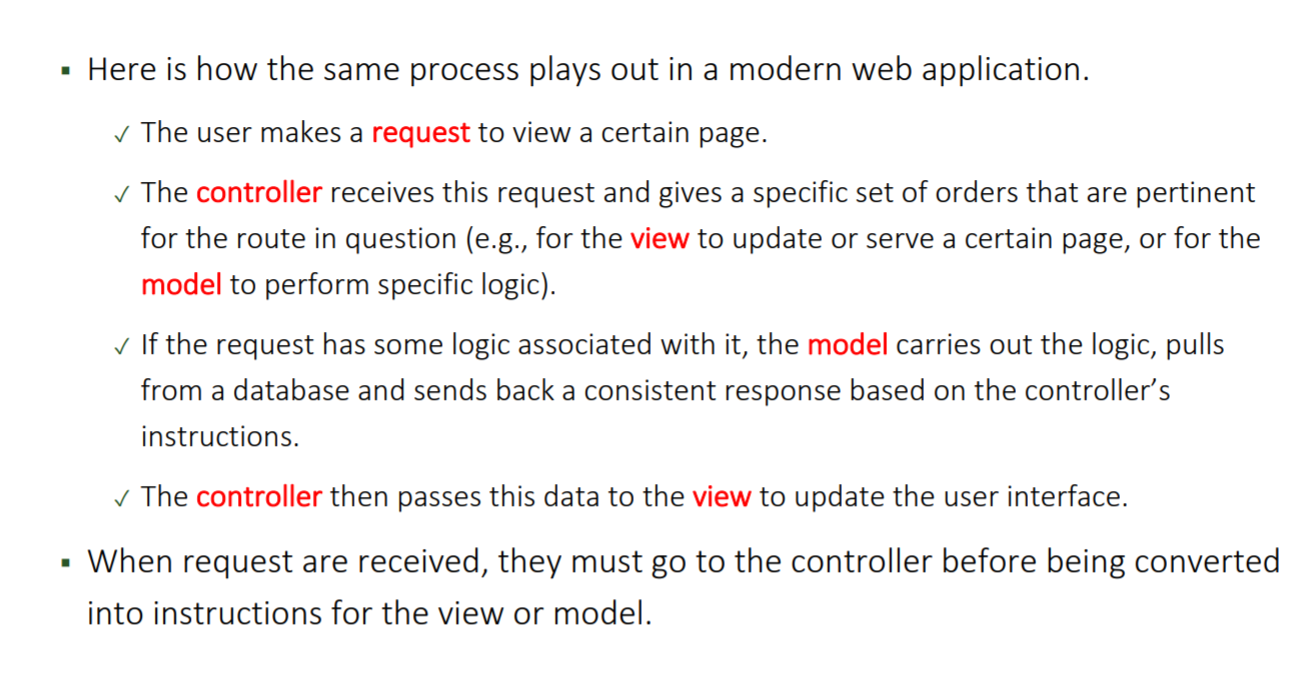 ▪ Here is how the same process plays out in a modern web application.
✓ The user makes a request to view a certain page.
✓ The controller receives this request and gives a specific set of orders that are pertinent
for the route in question (e.g., for the view to update or serve a certain page, or for the
model to perform specific logic).
✓ If the request has some logic associated with it, the model carries out the logic, pulls
from a database and sends back a consistent response based on the controller’s
instructions.
✓ The controller then passes this data to the view to update the user interface.
▪ When request are received, they must go to the controller before being converted
into instructions for the view or model.